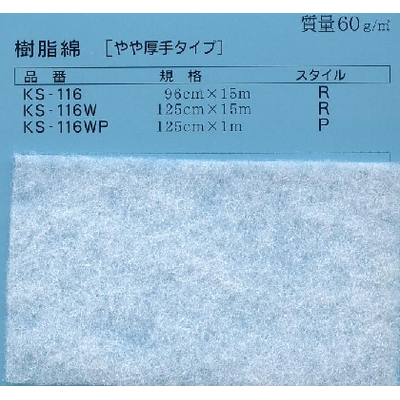 質量60g/㎡
樹脂綿 [やや厚手タイプ]
品番 規格 スタイル
KS-116 96cm×15m R
KS-116W 125cm×15m R
KS-116WP 125cm×1m P